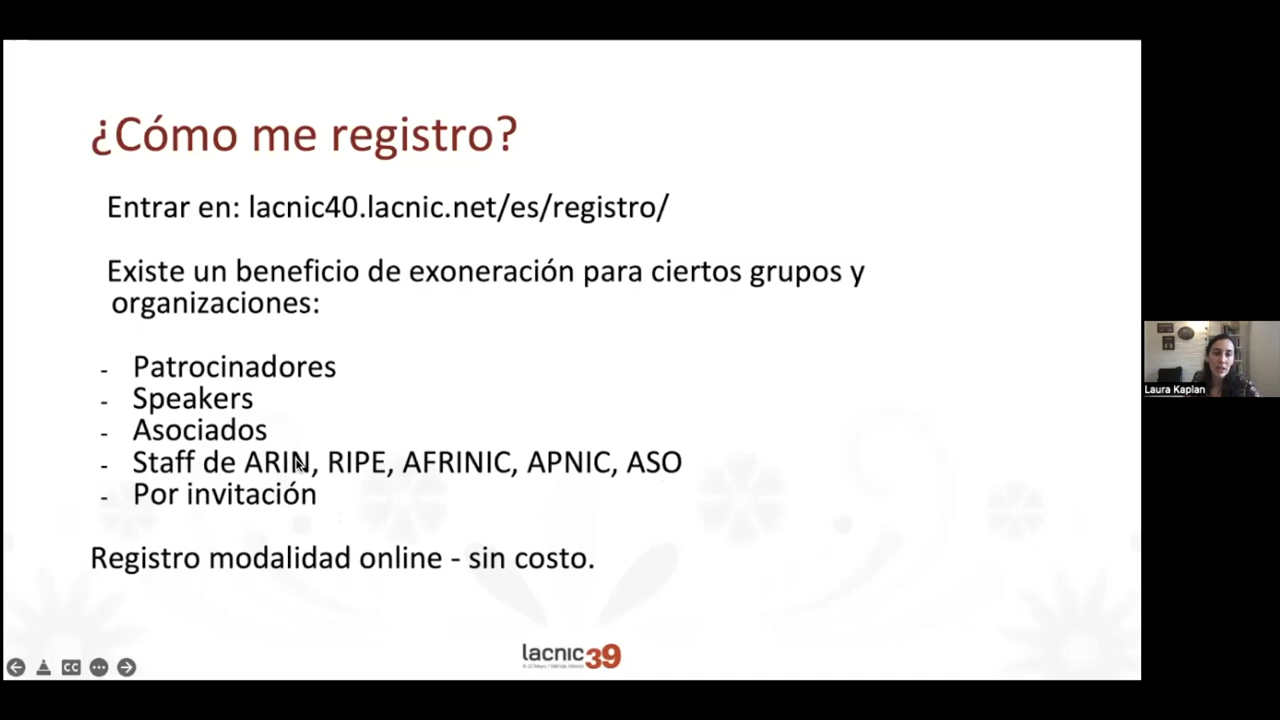 ¿Cómo me registro?
Entrar en: lacnic40.lacnic.net/es/registro/
Existe un beneficio de exoneración para ciertos grupos y
organizaciones:
- Patrocinadores
- Speakers
- Asociados
- Staff de ARIN, RIPE, AFRINIC, APNIC, ASO
- Por invitación
Registro modalidad online - sin costo.
lacnic39
Laura Kaplan
CC